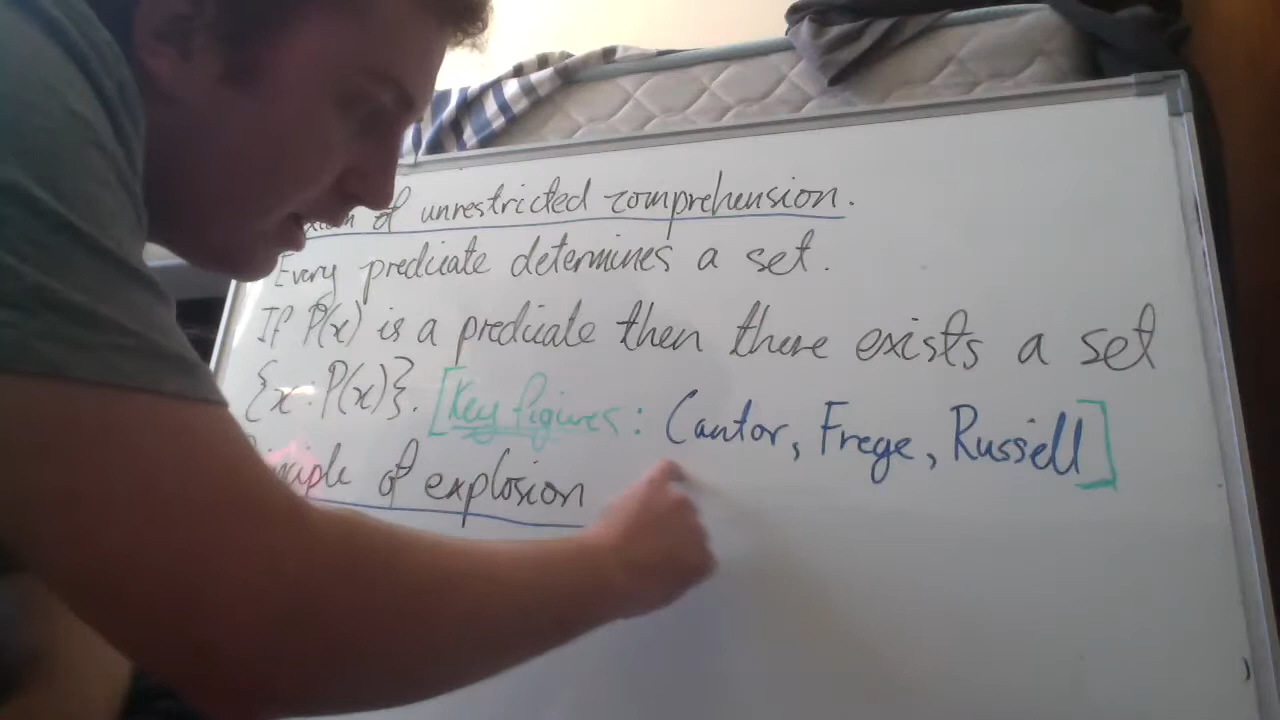 of unrestricted comprehension.
Every predicate determines a set.
If P(x) is a predicate then there exists a set
{x : P(x)}. [Key figures: Cantor, Frege, Russell]
of explosion